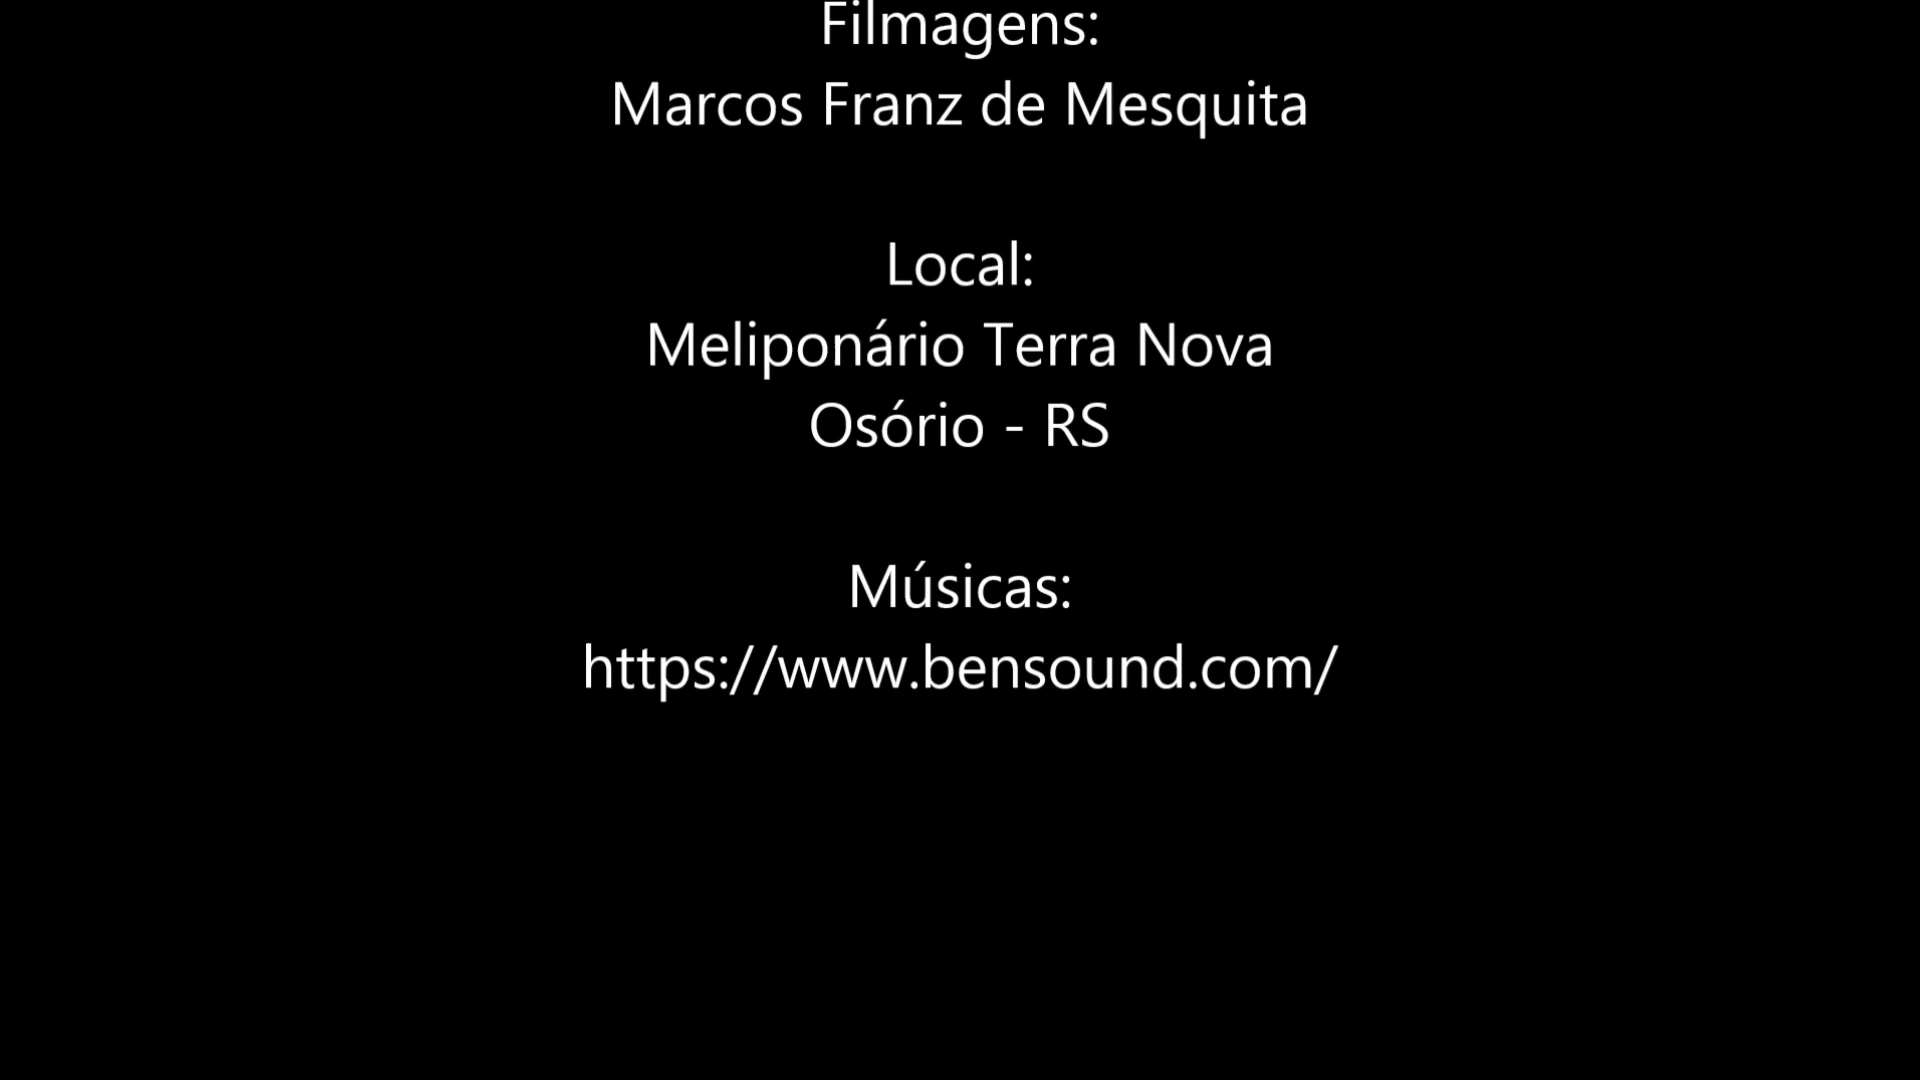 Filmagens:
Marcos Franz de Mesquita
Local:
Meliponário Terra Nova
Osório - RS
Músicas:
https://www.bensound.com/